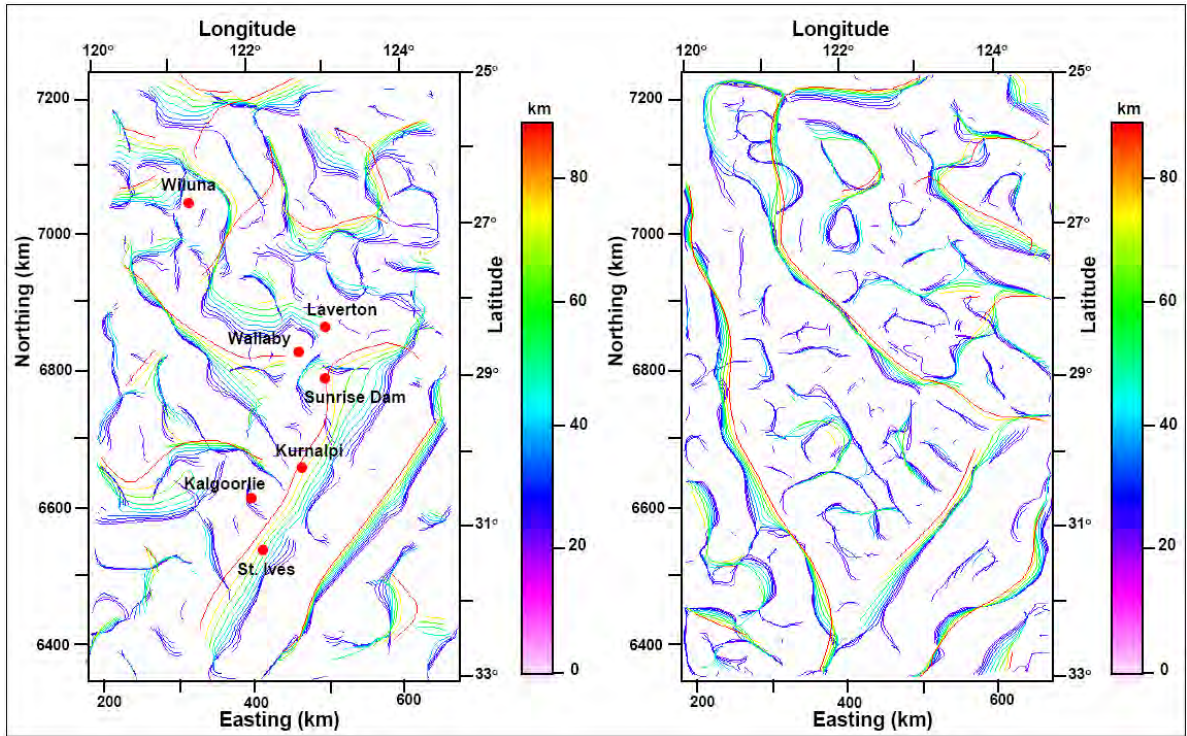 Longitude
120° 122° 124°
25°
7200
km
80
Wiluna
27°
7000
60
Laverton
Wallaby
Northing (km)
Latitude
6800
29°
Sunrise Dam
40
Kurnalpi
Kalgoorlie
6600
31°
20
St. Ives
6400
0
33°
200 400 600
Easting (km)
Longitude
120° 122° 124°
25°
7200
km
80
27°
7000
60
Northing (km)
Latitude
6800
29°
40
6600
31°
20
6400
0
33°
200 400 600
Easting (km)